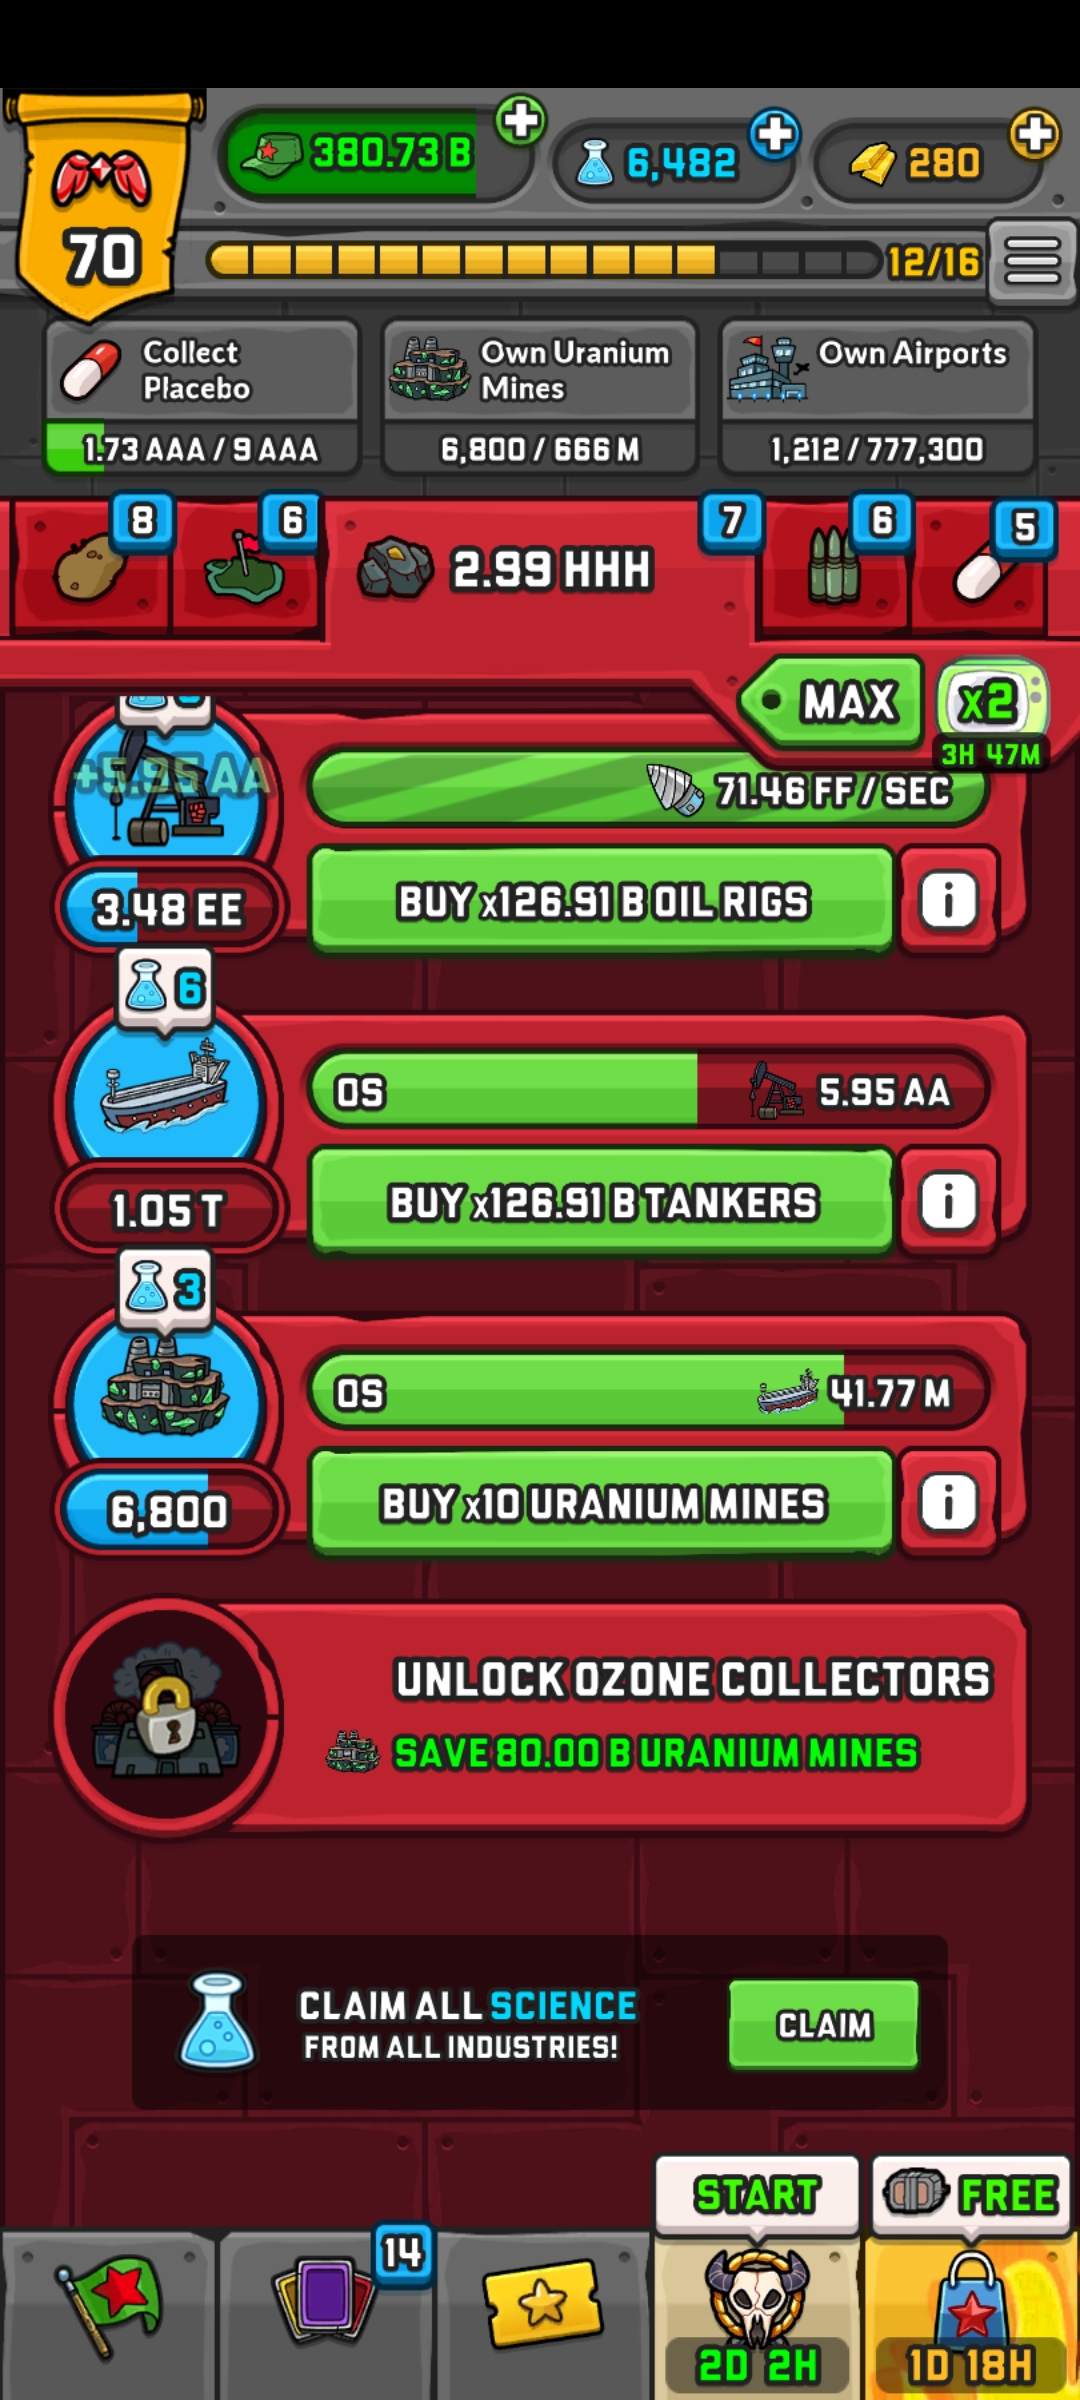 380.73 B
6,482
280
70
12/16
Collect
Placebo
1.73 AAA / 9 AAA
Own Uranium
Mines
6,800 / 666 M
Own Airports
1,212 / 777,300
8
6
2.99 HHH
7
6
5
MAX
x2
3H 47M
+5.95 AA
71.46 FF / SEC
3.48 EE
BUY x126.91 B OIL RIGS
i
6
0S
5.95 AA
1.05 T
BUY x126.91 B TANKERS
i
3
0S
41.77 M
6,800
BUY x10 URANIUM MINES
i
UNLOCK OZONE COLLECTORS
SAVE 80.00 B URANIUM MINES
CLAIM ALL SCIENCE
FROM ALL INDUSTRIES!
CLAIM
START
FREE
14
2D 2H
1D 18H